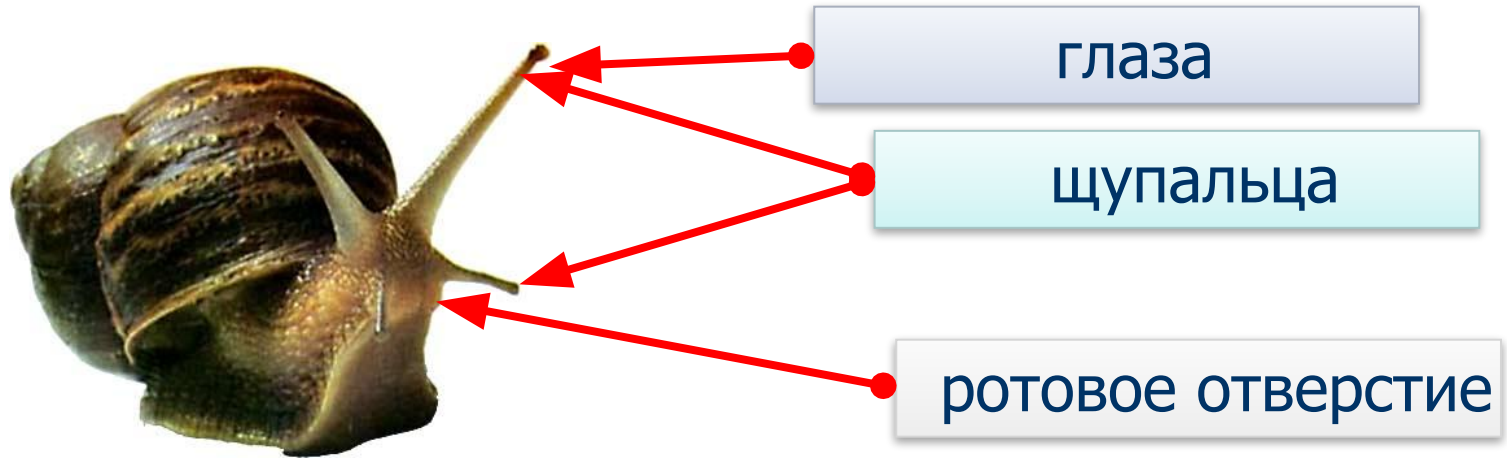 глаза
щупальца
ротовое отверстие